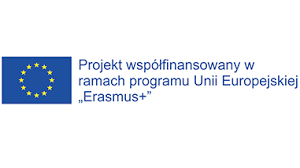 Projekt współfinansowany w
ramach programu Unii Europejskiej
„Erasmus+”